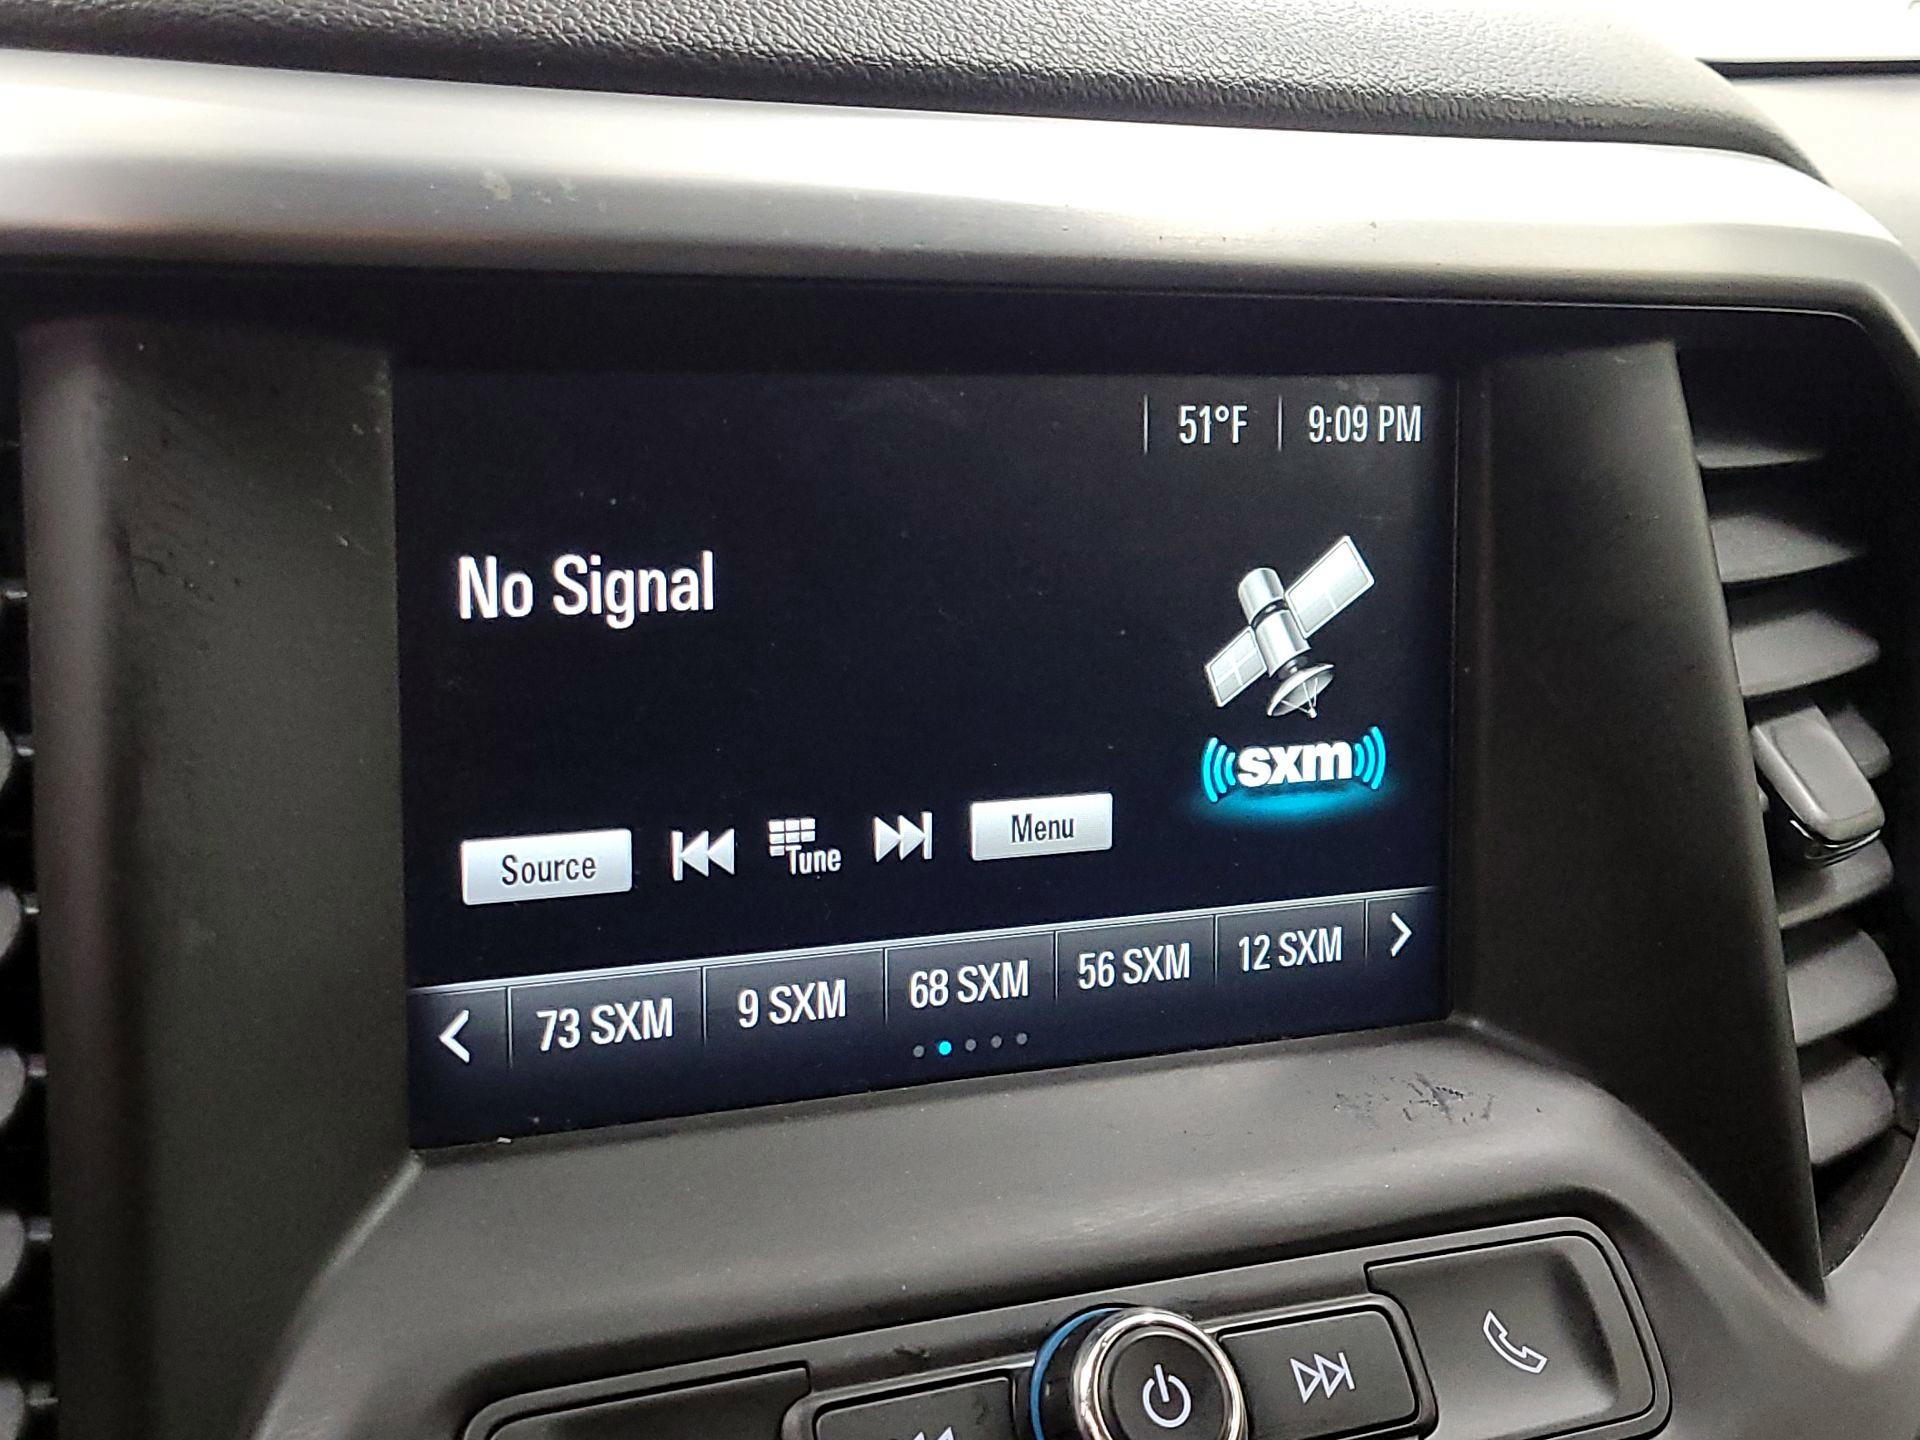 51°F 9:09 PM
No Signal
sxm
Source Tune Menu
73 SXM 9 SXM 68 SXM 56 SXM 12 SXM